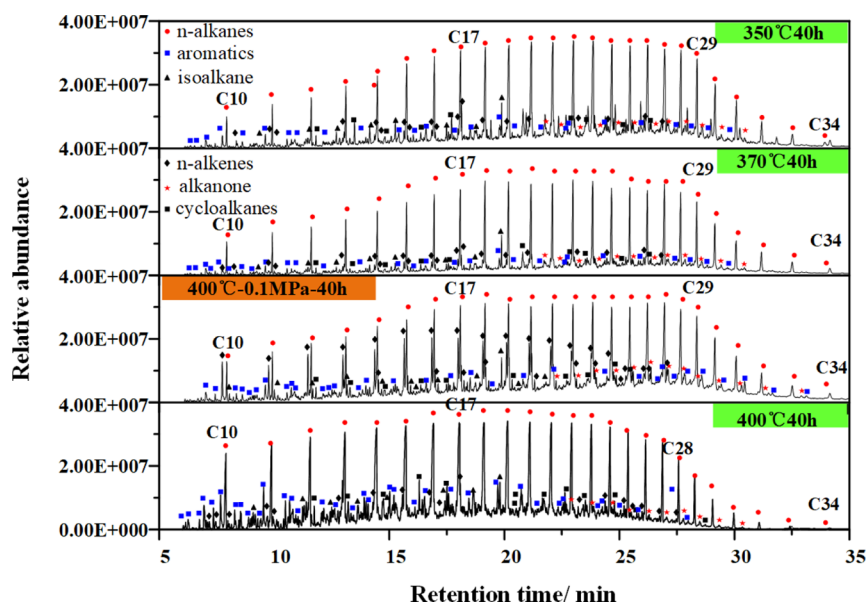 Relative abundance
4.00E+007
2.00E+007
4.00E+007
2.00E+007
4.00E+007
2.00E+007
4.00E+007
2.00E+007
0.00E+000
n-alkanes
aromatics
isoalkane
C10
C17
C29
350℃40h
C34
n-alkenes
alkanone
cycloalkanes
C10
C17
C29
370℃40h
C34
400℃-0.1MPa-40h
C10
C17
C29
C34
C10
C17
C28
400℃40h
C34
5 10 15 20 25 30 35
Retention time/ min